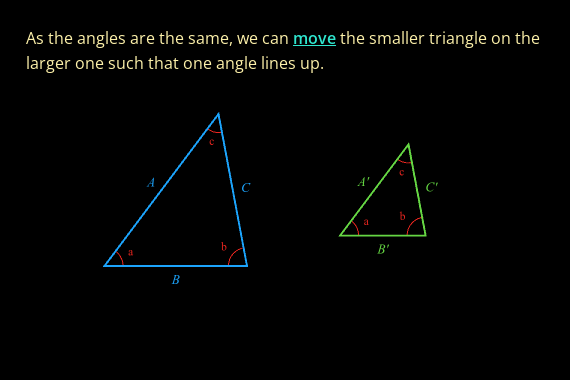 As the angles are the same, we can move the smaller triangle on the
larger one such that one angle lines up.
c
A
C
a
b
B
c
A'
C'
a
b
B'